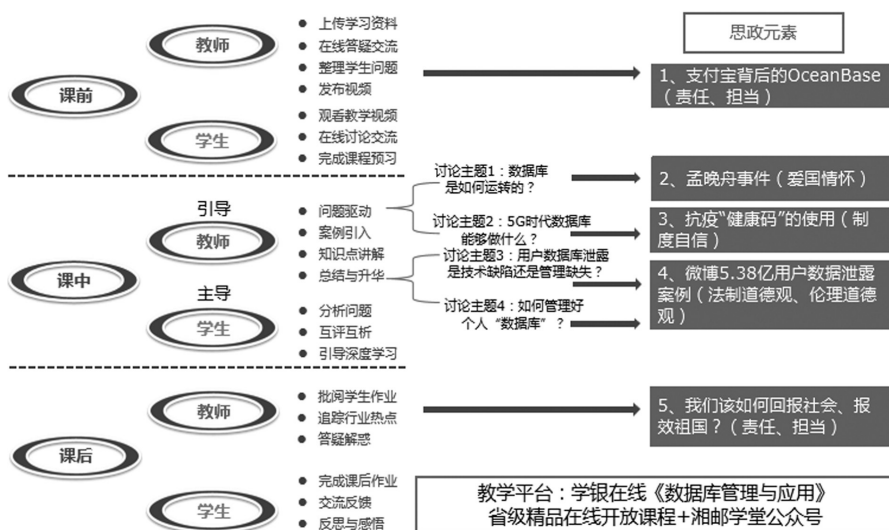 思政元素
课前
教师
上传学习资料
在线答疑交流
整理学生问题
发布视频
学生
观看教学视频
在线讨论交流
完成课程预习
1、支付宝背后的OceanBase
（责任、担当）
课中
引导
教师
问题驱动
案例引入
知识点讲解
总结与升华
主导
学生
分析问题
互评互析
引导深度学习
讨论主题1：数据库
是如何运转的？
讨论主题2：5G时代数据库
能够做什么？
讨论主题3：用户数据库泄露
是技术缺陷还是管理缺失？
讨论主题4：如何管理好
个人“数据库”？
2、孟晚舟事件（爱国情怀）
3、抗疫“健康码”的使用（制
度自信）
4、微博5.38亿用户数据泄露
案例（法制道德观、伦理道德
观）
课后
教师
批阅学生作业
追踪行业热点
答疑解惑
学生
完成课后作业
交流反馈
反思与感悟
5、我们该如何回报社会、报
效祖国？（责任、担当）
教学平台：学银在线《数据库管理与应用》
省级精品在线开放课程+湘邮学堂公众号